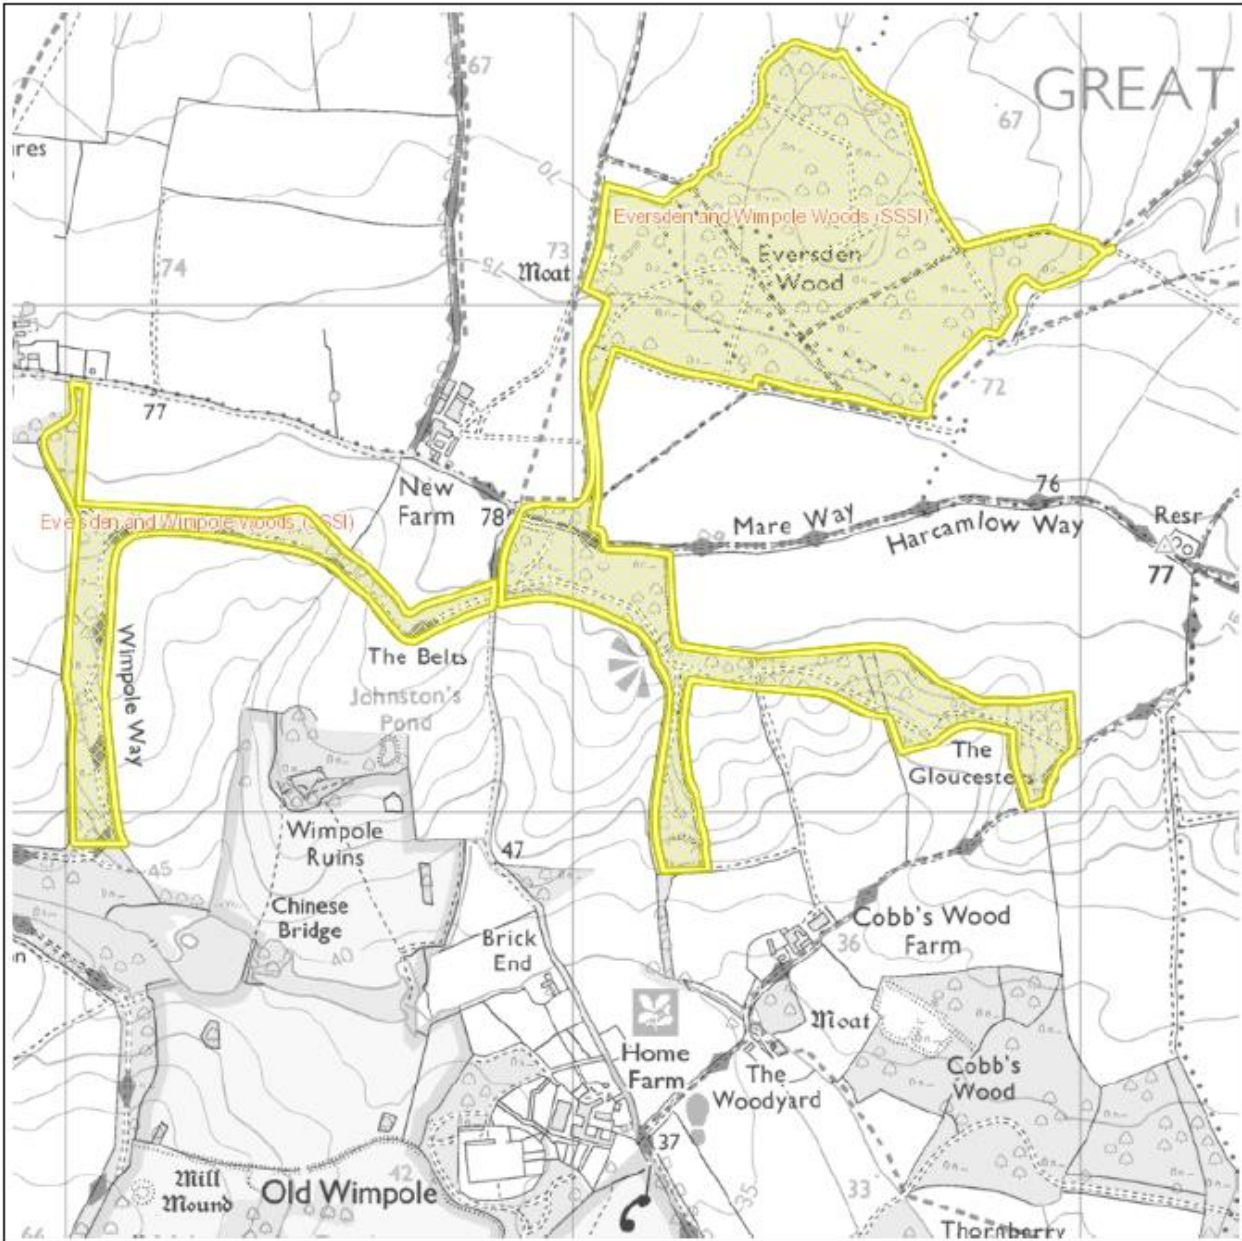 67
GREAT
67
ires
70
Eversden and Wimpole Woods (SSSI)
73
Moat
75
74
Eversden
Wood
72
77
New
Farm
78
76
Mare Way
Harcamlow Way
Resr
77
Eversden and Wimpole Woods (SSSI)
The Belts
Wimpole Way
Johnston's
Pond
The
Gloucesters
Wimpole
Ruins
47
45
Chinese
Bridge
40
Brick
End
Cobb's Wood
Farm
36
Moat
Home
Farm
The
Woodyard
Cobb's
Wood
37
Mill
Mound
Old Wimpole
42
35
33
66
Thornberry